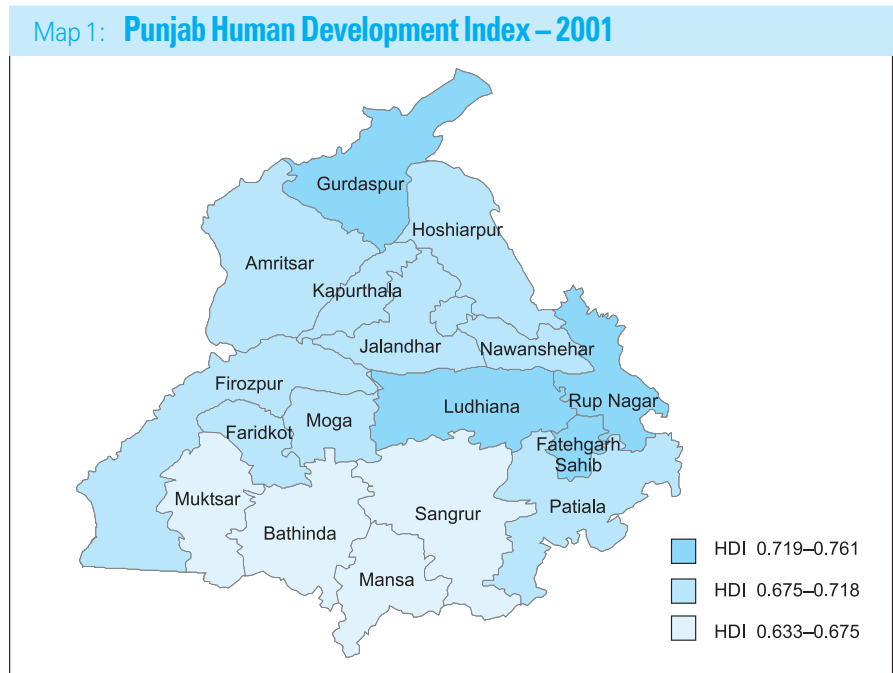 Map 1: Punjab Human Development Index – 2001
Gurdaspur
Hoshiarpur
Amritsar
Kapurthala
Jalandhar
Nawanshehar
Firozpur
Ludhiana
Rup Nagar
Moga
Faridkot
Fatehgarh
Sahib
Muktsar
Patiala
Sangrur
Bathinda
Mansa
HDI 0.719–0.761
HDI 0.675–0.718
HDI 0.633–0.675